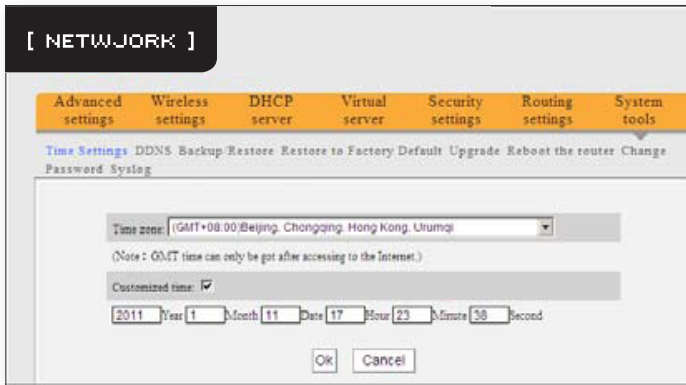 [ NETWJORK ]
Advanced settings
Wireless settings
DHCP server
Virtual server
Security settings
Routing settings
System tools
Time Settings DDNS Backup/Restore Restore to Factory Default Upgrade Reboot the router Change
Password Syslog
Time zone: (GMT+08:00)Beijing, Chongqing, Hong Kong, Urumqi
(Note: GMT time can only be got after accessing to the Internet.)
Customized time:
2011 Year 1 Month 11 Date 17 Hour 23 Minute 38 Second
Ok Cancel